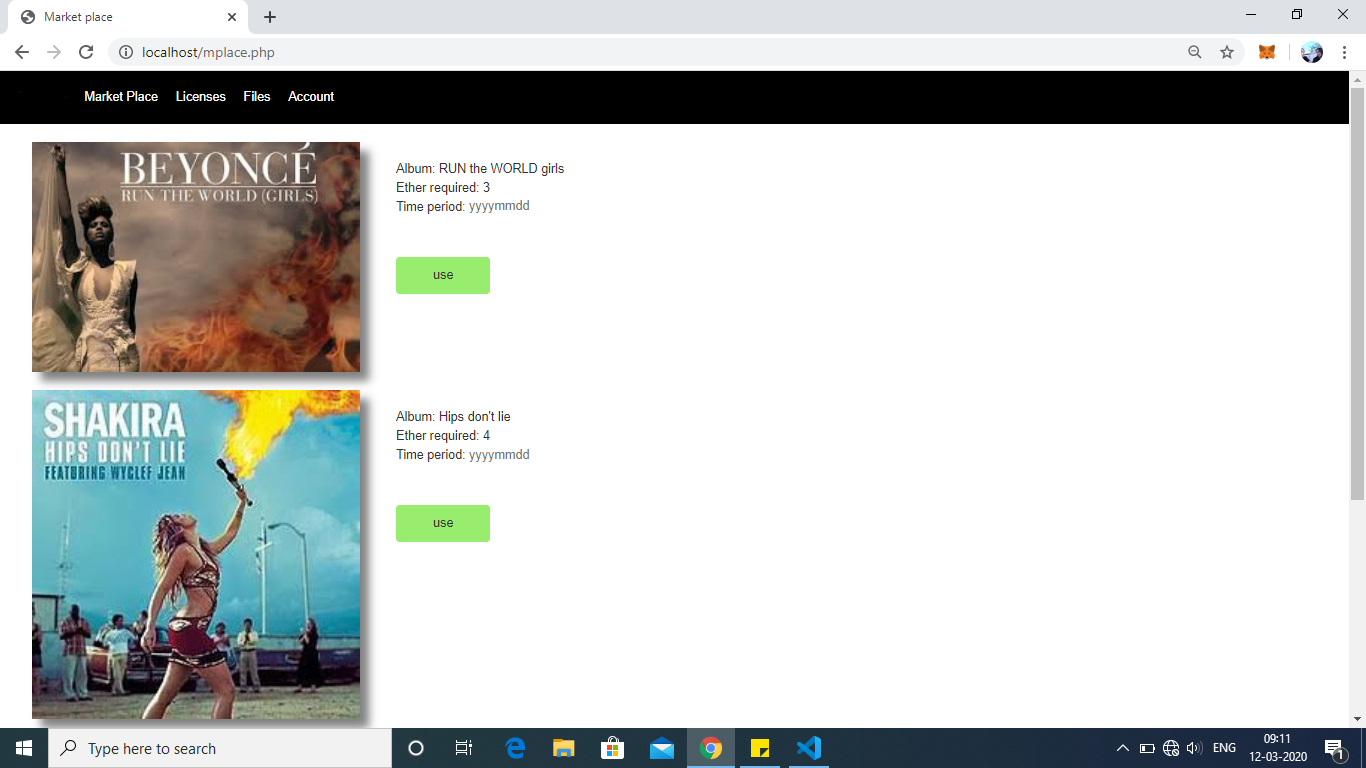 Market place
localhost/mplace.php
Market Place Licenses Files Account
BEYONCÉ
RUN THE WORLD (GIRLS)
Album: RUN the WORLD girls
Ether required: 3
Time period: yyyymmdd
use
SHAKIRA
HIPS DON'T LIE
FEATURING WYCLEF JEAN
Album: Hips don't lie
Ether required: 4
Time period: yyyymmdd
use
Type here to search
ENG
09:11
12-03-2020
1